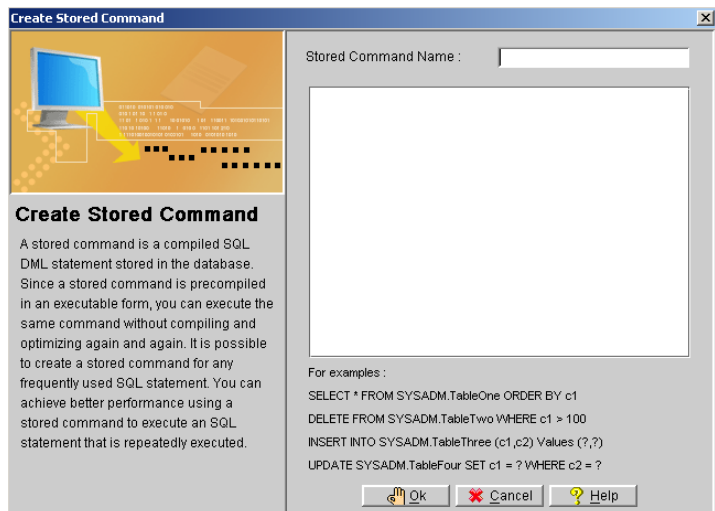 Create Stored Command
Create Stored Command
A stored command is a compiled SQL
DML statement stored in the database.
Since a stored command is precompiled
in an executable form, you can execute the
same command without compiling and
optimizing again and again. It is possible
to create a stored command for any
frequently used SQL statement. You can
achieve better performance using a
stored command to execute an SQL
statement that is repeatedly executed.
Stored Command Name :
For examples :
SELECT * FROM SYSADM.TableOne ORDER BY c1
DELETE FROM SYSADM.TableTwo WHERE c1 > 100
INSERT INTO SYSADM.TableThree (c1,c2) Values (?,?)
UPDATE SYSADM.TableFour SET c1 = ? WHERE c2 = ?
Ok Cancel Help